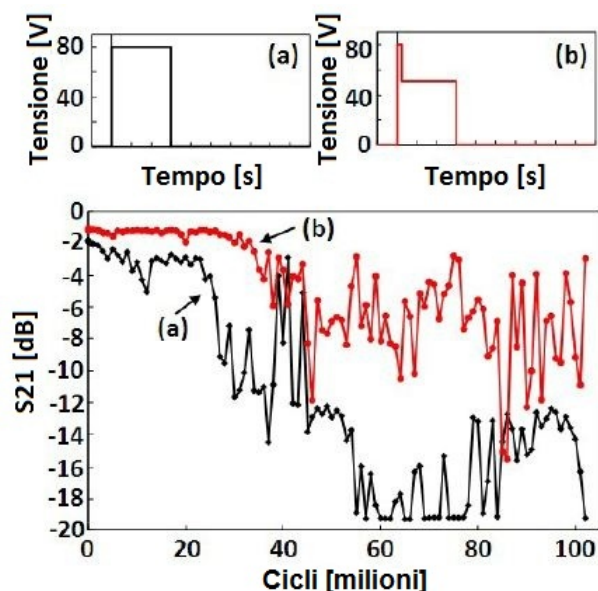 Tensione [V]
80
40
0
(a)
Tempo [s]
Tensione [V]
80
40
0
(b)
Tempo [s]
S21 [dB]
0
-2
-4
-6
-8
-10
-12
-14
-16
-18
-20
(b)
(a)
0 20 40 60 80 100
Cicli [milioni]